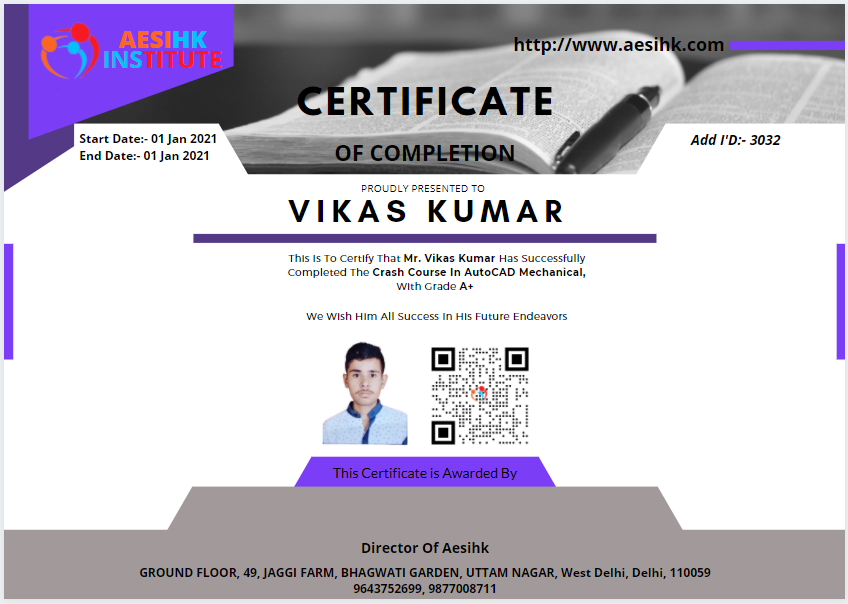 AESIHK
INSTITUTE
http://www.aesihk.com
CERTIFICATE
OF COMPLETION
Start Date:- 01 Jan 2021
End Date:- 01 Jan 2021
Add I'D:- 3032
PROUDLY PRESENTED TO
VIKAS KUMAR
This Is To Certify That Mr. Vikas Kumar Has Successfully
Completed The Crash Course In AutoCAD Mechanical,
With Grade A+
We Wish Him All Success In His Future Endeavors
This Certificate is Awarded By
Director Of Aesihk
GROUND FLOOR, 49, JAGGI FARM, BHAGWATI GARDEN, UTTAM NAGAR, West Delhi, Delhi, 110059
9643752699, 9877008711